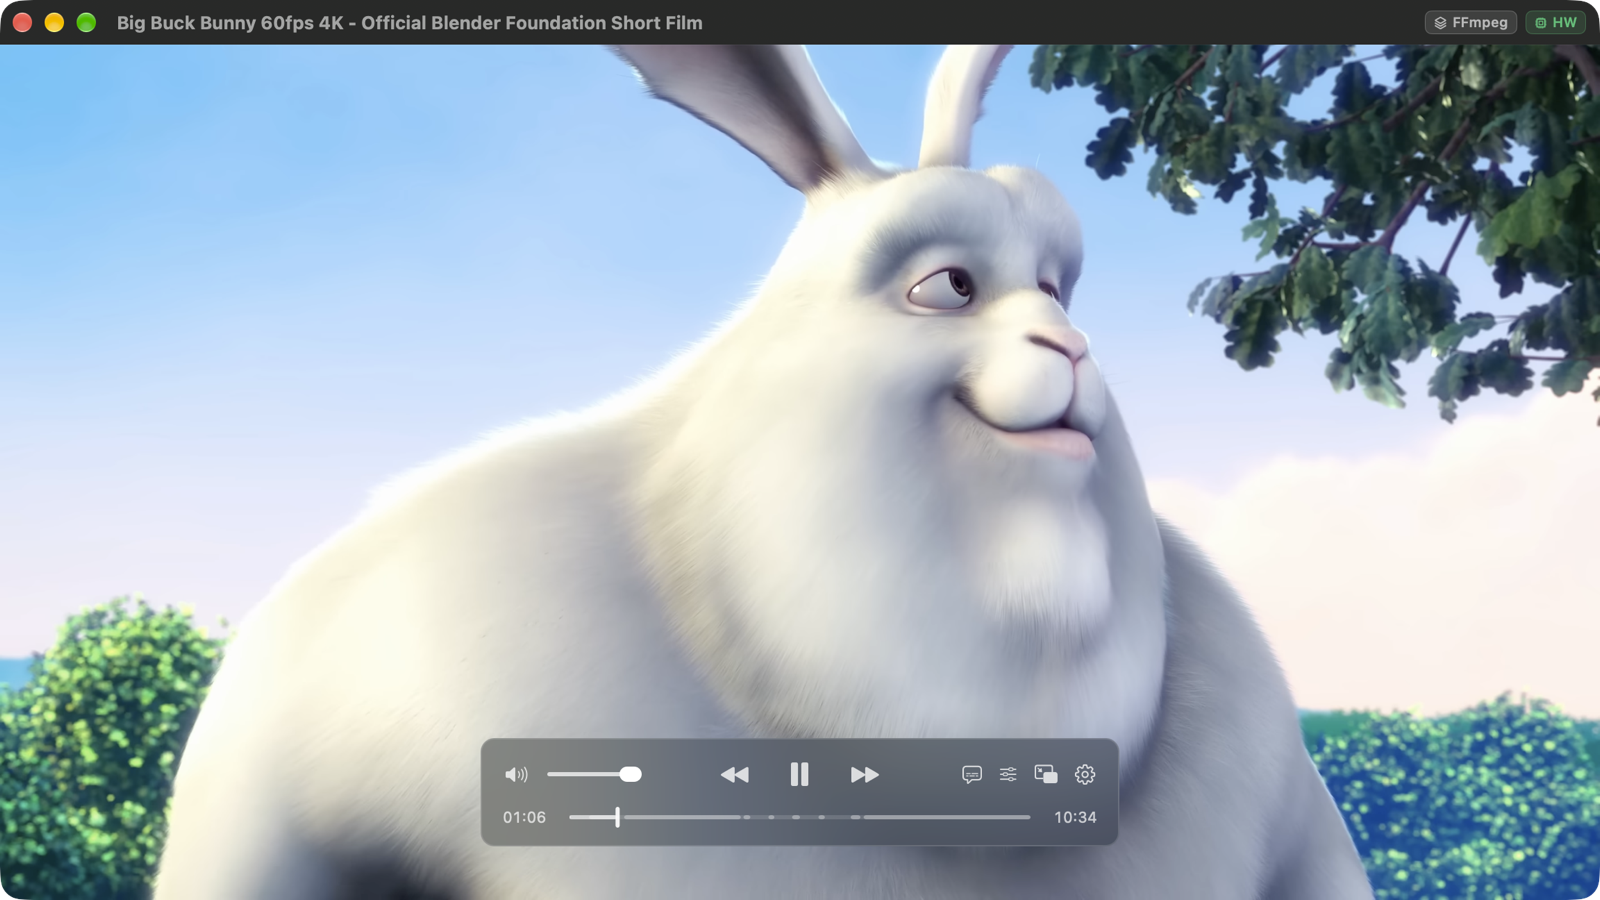 Big Buck Bunny 60fps 4K - Official Blender Foundation Short Film
FFmpeg
HW
01:06
10:34